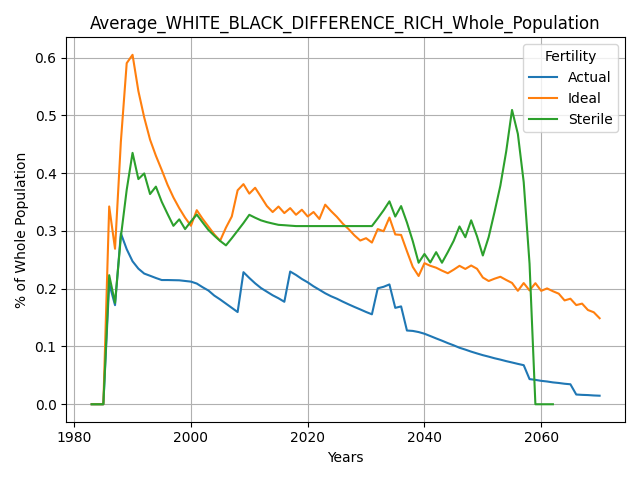 Average_WHITE_BLACK_DIFFERENCE_RICH_Whole_Population
Fertility
Actual
Ideal
Sterile
% of Whole Population
0.6
0.5
0.4
0.3
0.2
0.1
0.0
1980 2000 2020 2040 2060
Years